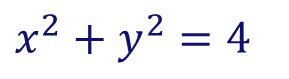 x² + y² = 4